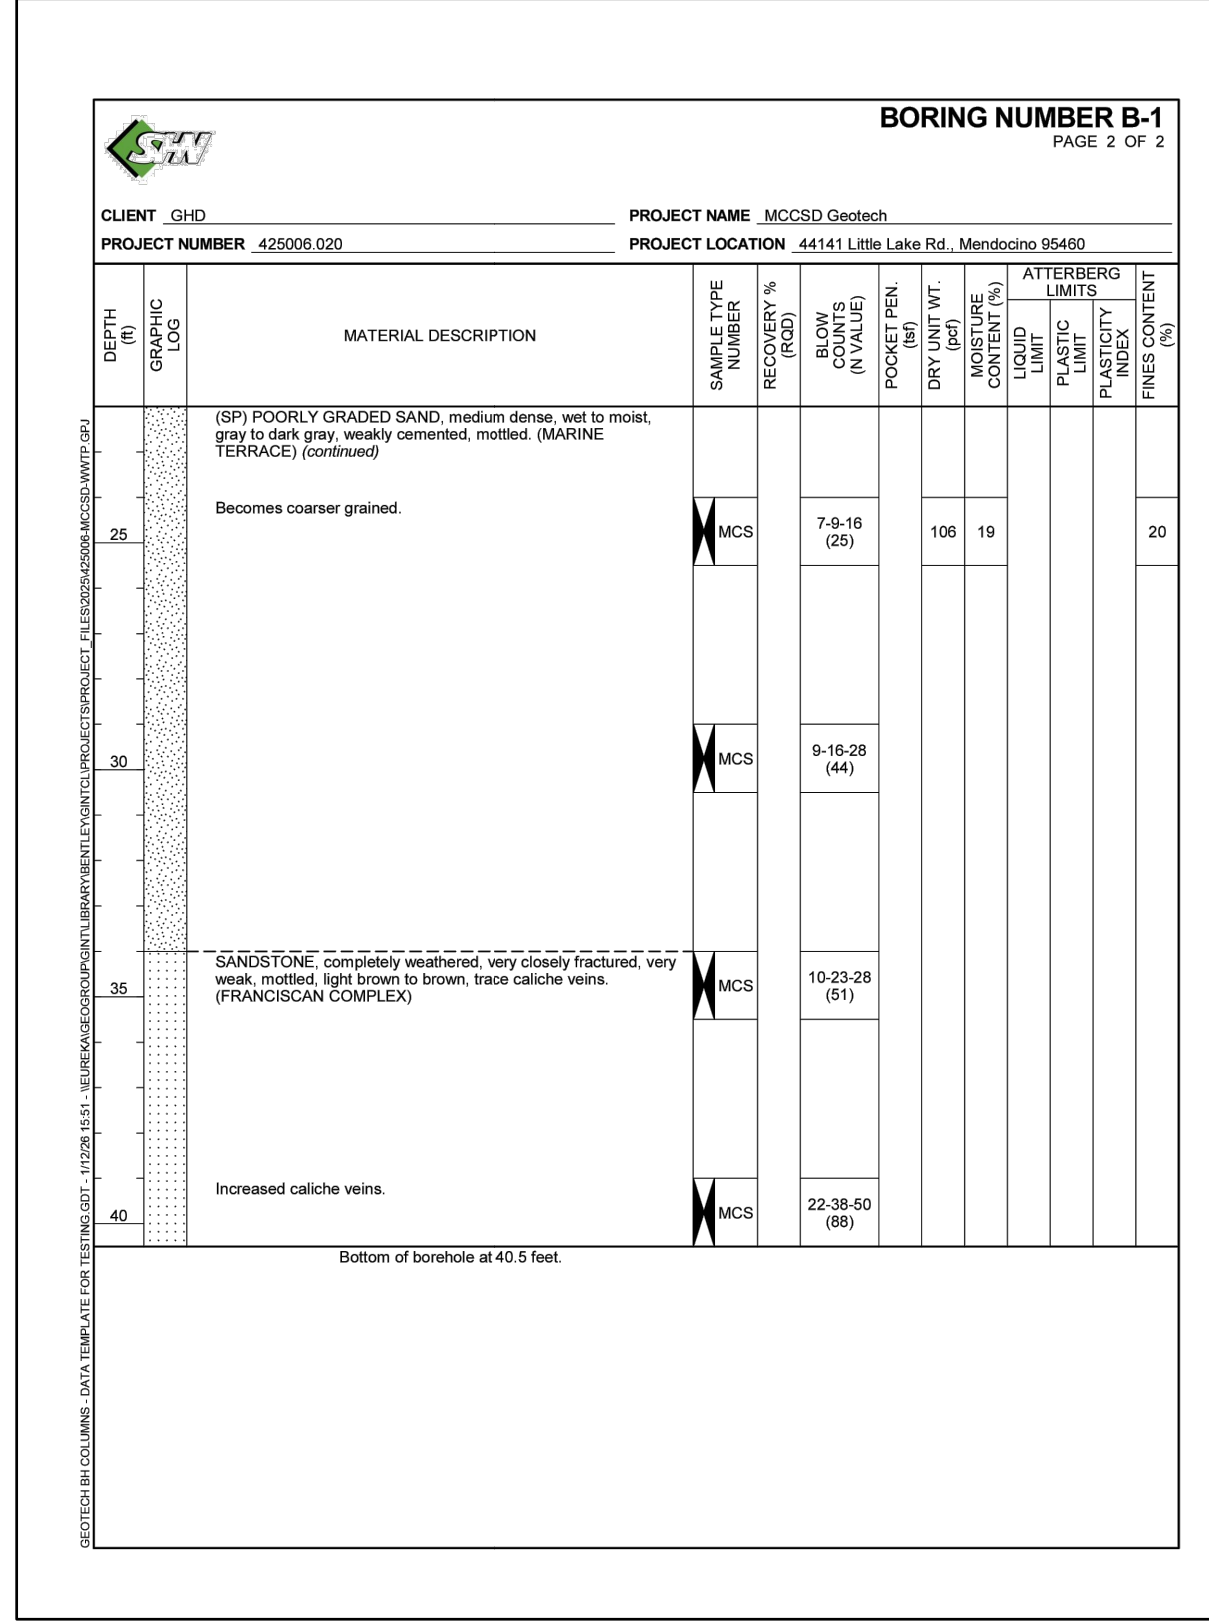 BORING NUMBER B-1
PAGE 2 OF 2
SHN
CLIENT GHD
PROJECT NAME MCCSD Geotech
PROJECT NUMBER 425006.020
PROJECT LOCATION 44141 Little Lake Rd., Mendocino 95460
DEPTH
(ft)
GRAPHIC
LOG
MATERIAL DESCRIPTION
SAMPLE TYPE
NUMBER
RECOVERY %
(RQD)
BLOW
COUNTS
(N VALUE)
POCKET PEN.
(tsf)
DRY UNIT WT.
(pcf)
MOISTURE
CONTENT (%)
ATTERBERG
LIMITS
LIQUID
LIMIT
PLASTIC
LIMIT
PLASTICITY
INDEX
FINES CONTENT
(%)
(SP) POORLY GRADED SAND, medium dense, wet to moist,
gray to dark gray, weakly cemented, mottled. (MARINE
TERRACE) (continued)
Becomes coarser grained.
25
MCS
7-9-16
(25)
106
19
20
30
MCS
9-16-28
(44)
SANDSTONE, completely weathered, very closely fractured, very
weak, mottled, light brown to brown, trace caliche veins.
(FRANCISCAN COMPLEX)
35
MCS
10-23-28
(51)
Increased caliche veins.
40
MCS
22-38-50
(88)
Bottom of borehole at 40.5 feet.
GEOTECH BH COLUMNS - DATA TEMPLATE FOR TESTING.GDT - 1/12/26 15:51 - \\EUREKA\GEOGROUP\GINT\LIBRARY\BENTLEY\GINTCL\PROJECTS\PROJECT_FILES\2025\425006-MCCSD-WWTP.GPJ